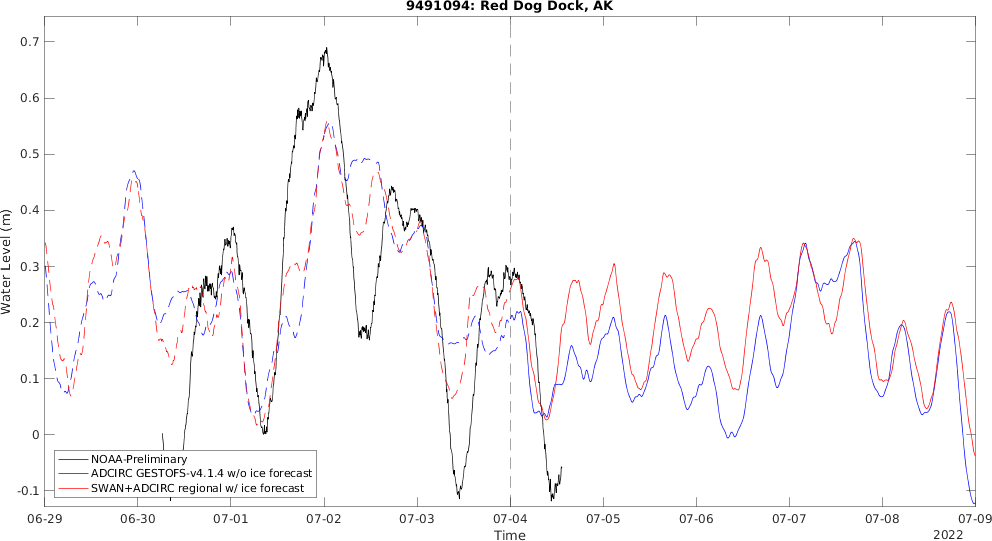 9491094: Red Dog Dock, AK
Water Level (m)
0.7
0.6
0.5
0.4
0.3
0.2
0.1
0
-0.1
NOAA-Preliminary
ADCIRC GESTOFS-v4.1.4 w/o ice forecast
SWAN+ADCIRC regional w/ ice forecast
06-29 06-30 07-01 07-02 07-03 07-04 07-05 07-06 07-07 07-08 07-09
Time
2022